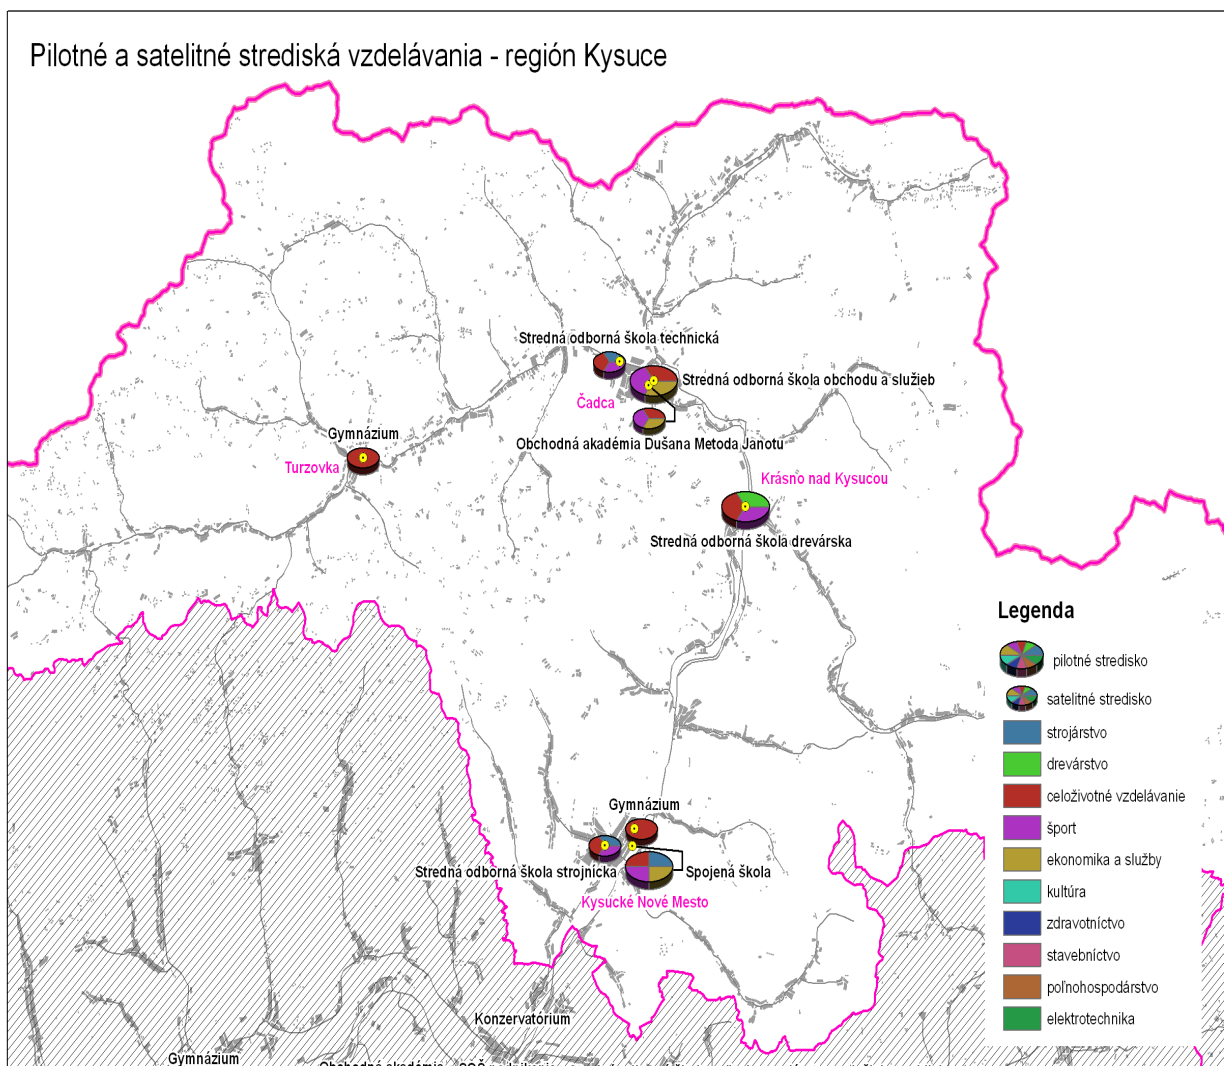 Pilotné a satelitné strediská vzdelávania - región Kysuce
Stredná odborná škola technická
Stredná odborná škola obchodu a služieb
Čadca
Obchodná akadémia Dušana Metoda Janotu
Gymnázium
Turzovka
Krásno nad Kysucou
Stredná odborná škola drevárska
Legenda
pilotné stredisko
satelitné stredisko
strojárstvo
drevárstvo
celoživotné vzdelávanie
šport
ekonomika a služby
kultúra
zdravotníctvo
stavebníctvo
poľnohospodárstvo
elektrotechnika
Gymnázium
Stredná odborná škola strojnícka
Spojená škola
Kysucké Nové Mesto
Konzervatórium
Gymnázium
Obchodná akadémia